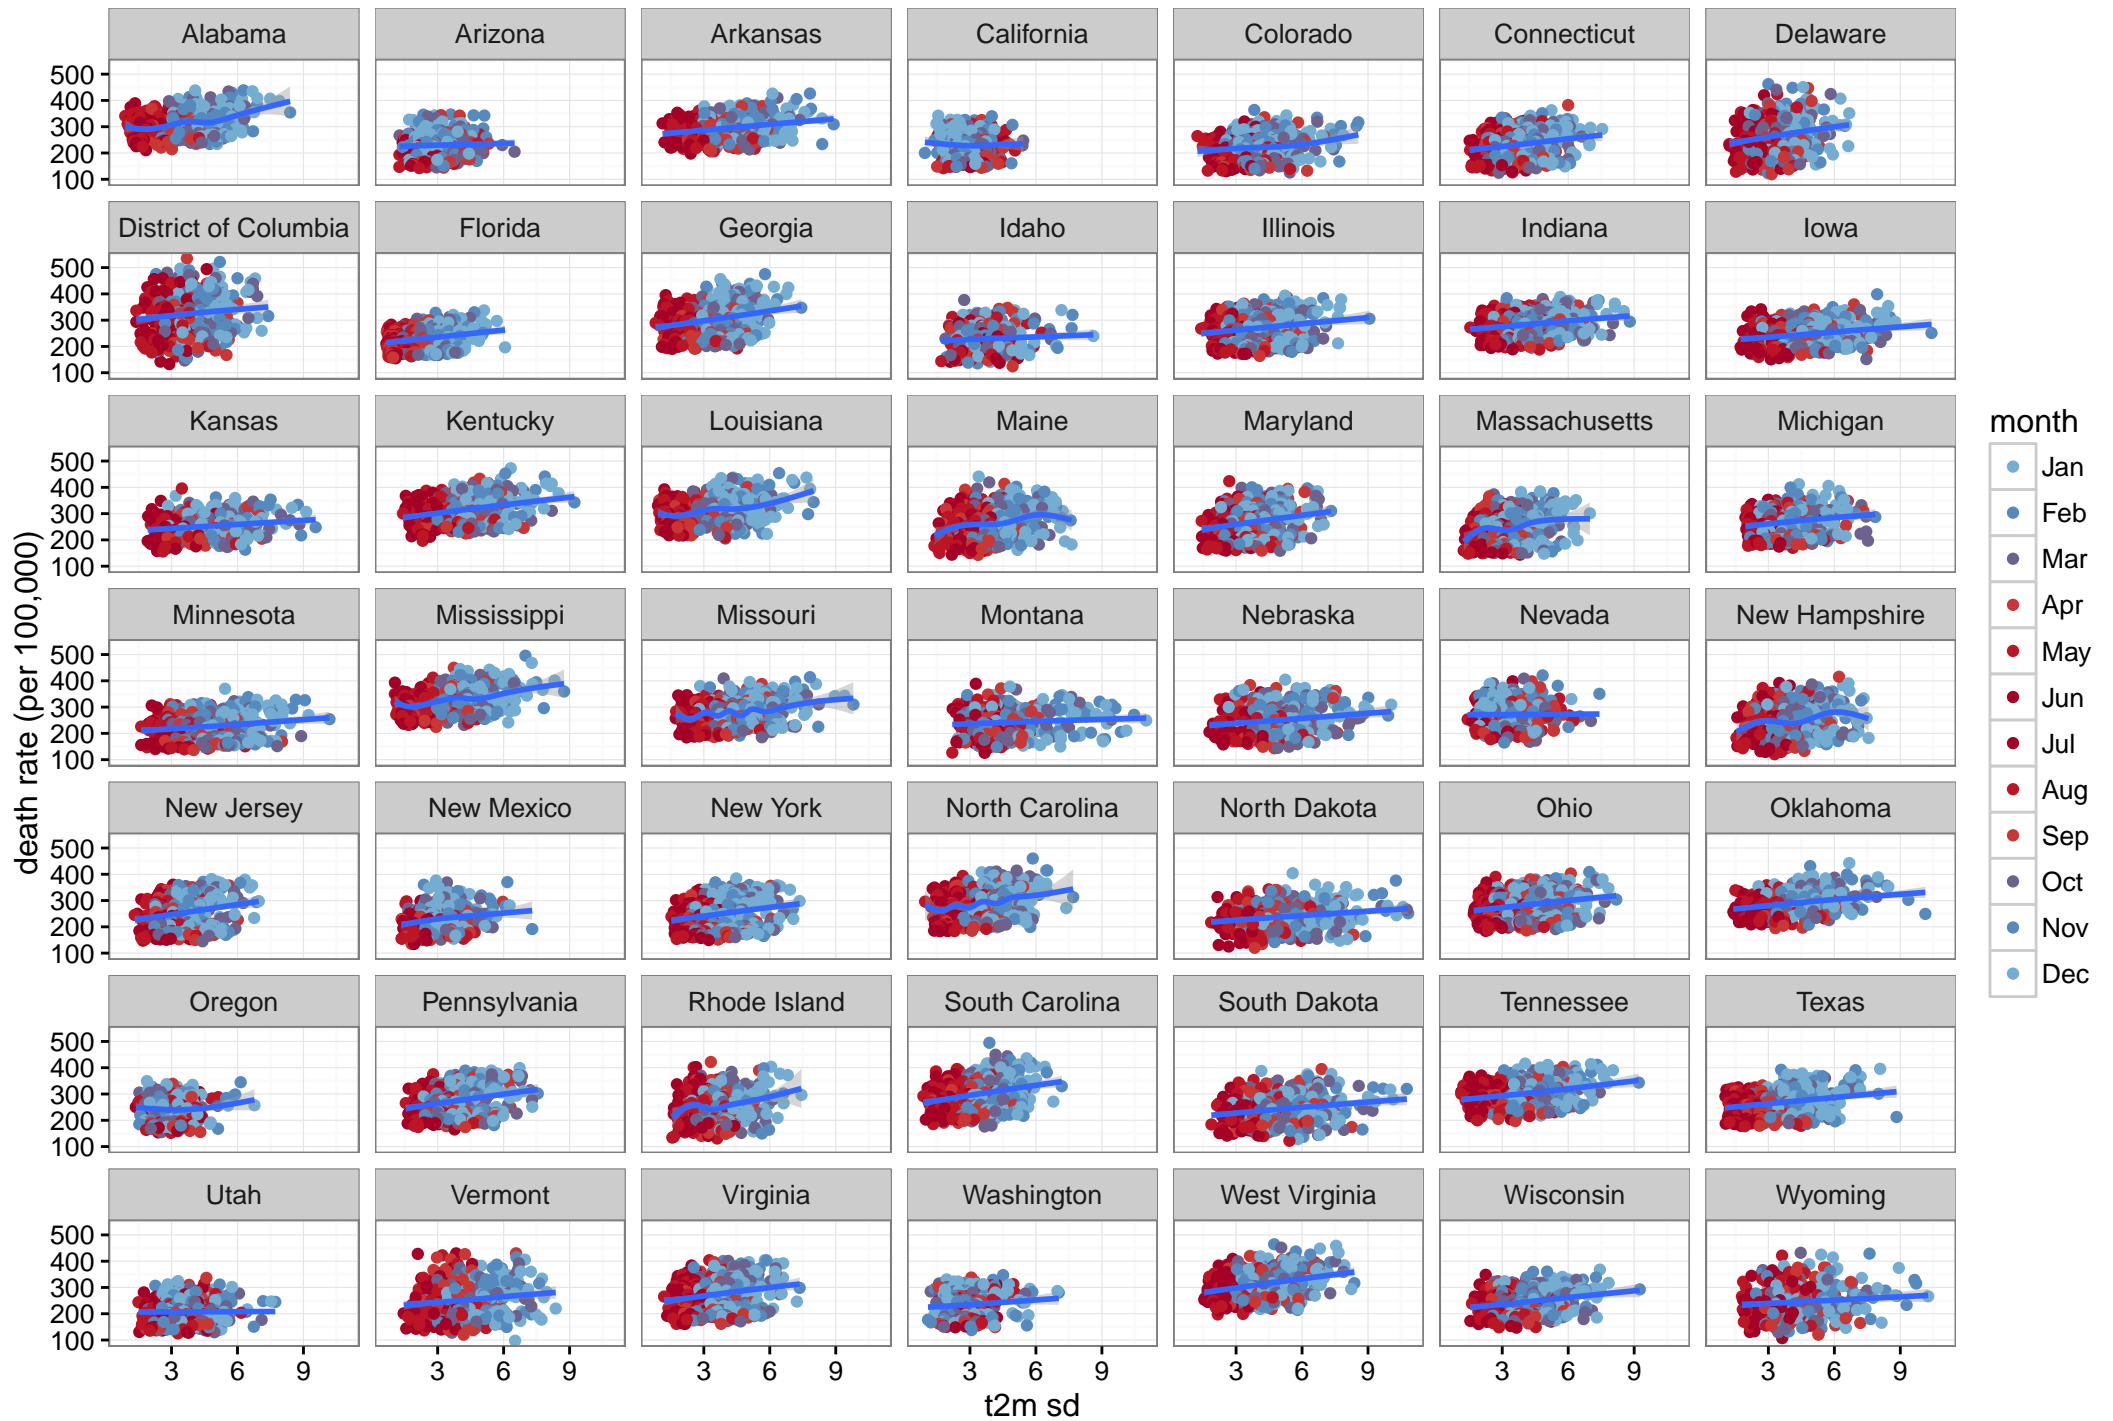 Alabama Arizona Arkansas California Colorado Connecticut Delaware
500
400
300
200
100
District of Columbia Florida Georgia Idaho Illinois Indiana Iowa
500
400
300
200
100
Kansas Kentucky Louisiana Maine Maryland Massachusetts Michigan
500
400
300
200
100
Minnesota Mississippi Missouri Montana Nebraska Nevada New Hampshire
500
400
300
200
100
New Jersey New Mexico New York North Carolina North Dakota Ohio Oklahoma
500
400
300
200
100
Oregon Pennsylvania Rhode Island South Carolina South Dakota Tennessee Texas
500
400
300
200
100
Utah Vermont Virginia Washington West Virginia Wisconsin Wyoming
500
400
300
200
100
3 6 9 3 6 9 3 6 9 3 6 9 3 6 9 3 6 9 3 6 9
t2m sd
death rate (per 100,000)
month
Jan
Feb
Mar
Apr
May
Jun
Jul
Aug
Sep
Oct
Nov
Dec